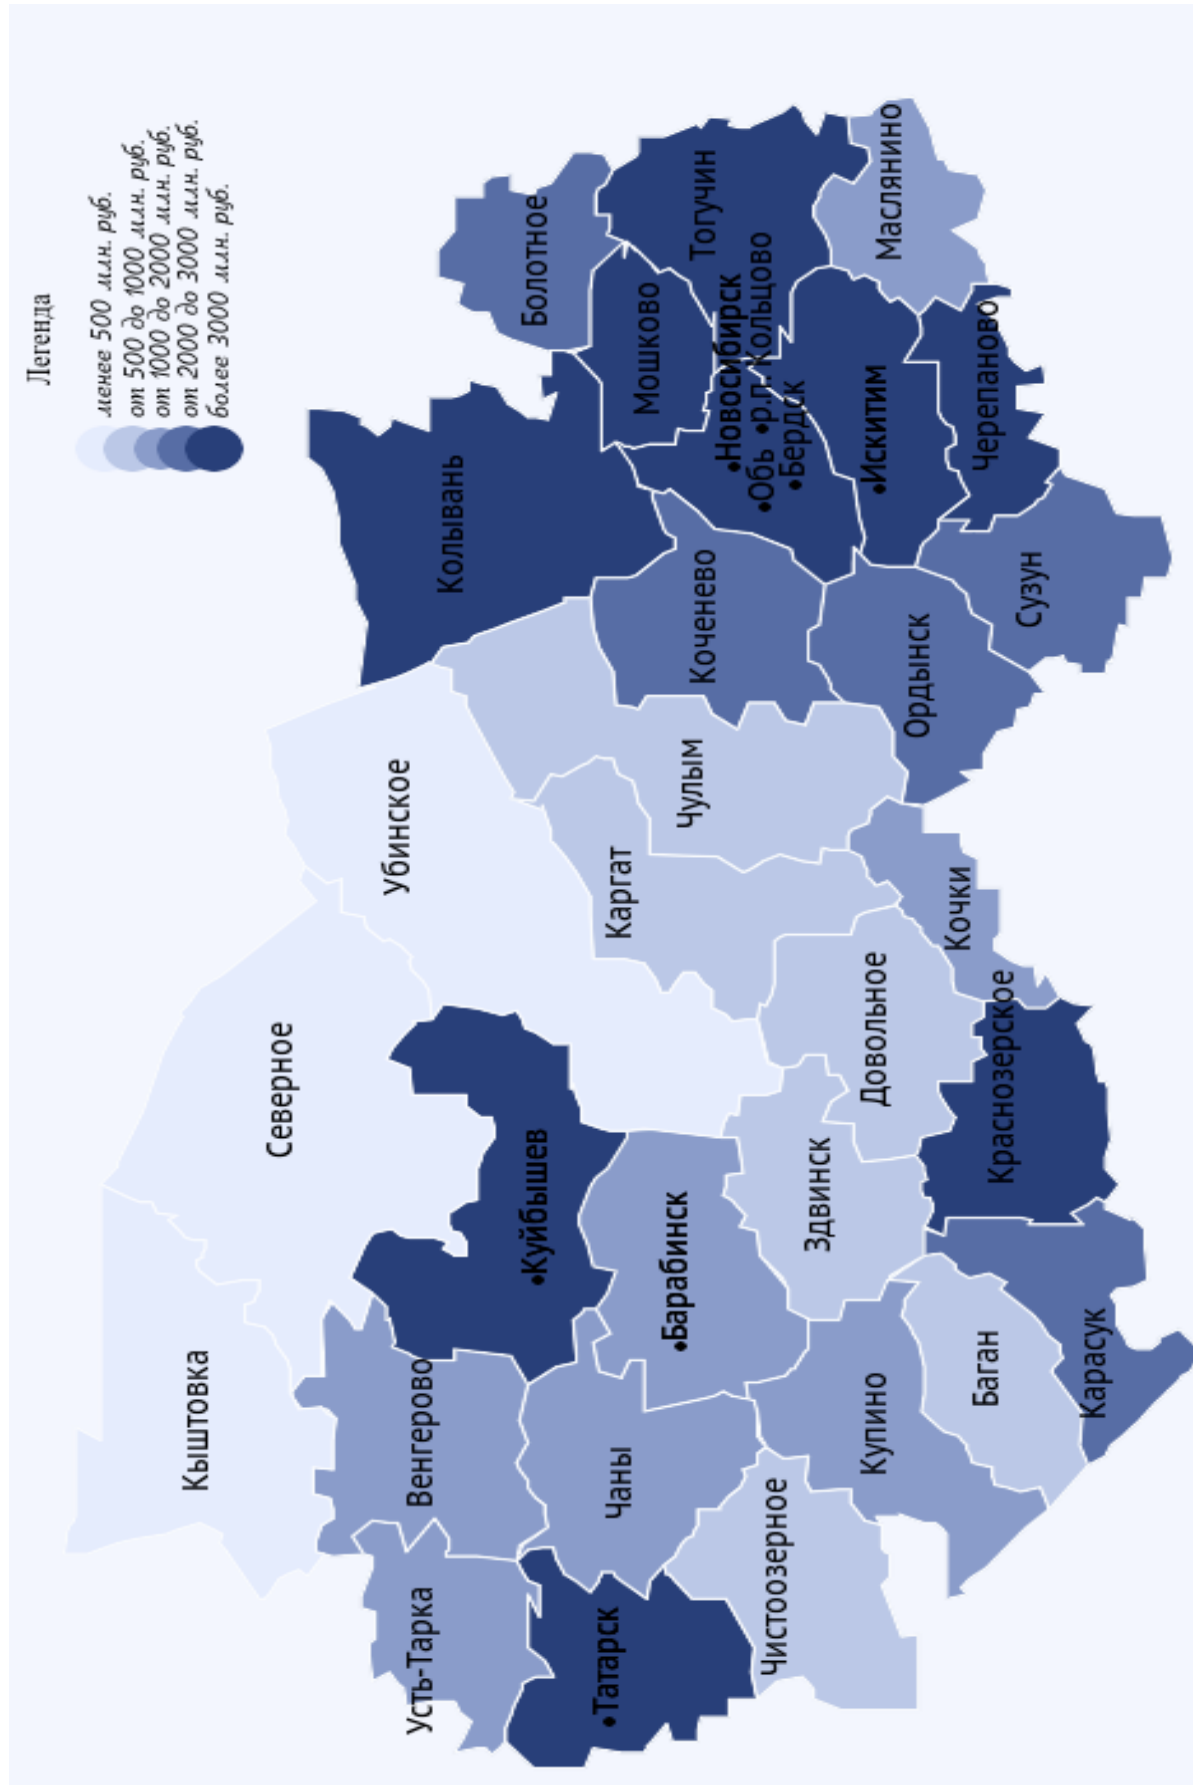 Легенда
менее 500 млн. руб.
от 500 до 1000 млн. руб.
от 1000 до 2000 млн. руб.
от 2000 до 3000 млн. руб.
более 3000 млн. руб.
Кыштовка
Северное
Убинское
Колывань
Болотное
Усть-Тарка
Венгерово
•Куйбышев
Мошково
Тогучин
•Татарск
Чаны
•Барабинск
Каргат
Чулым
Коченево
•Новосибирск
•Обь
•р.п. Кольцово
•Бердск
Чистоозерное
Здвинск
Довольное
Ордынск
•Искитим
Маслянино
Купино
Кочки
Черепаново
Баган
Краснозерское
Сузун
Карасук